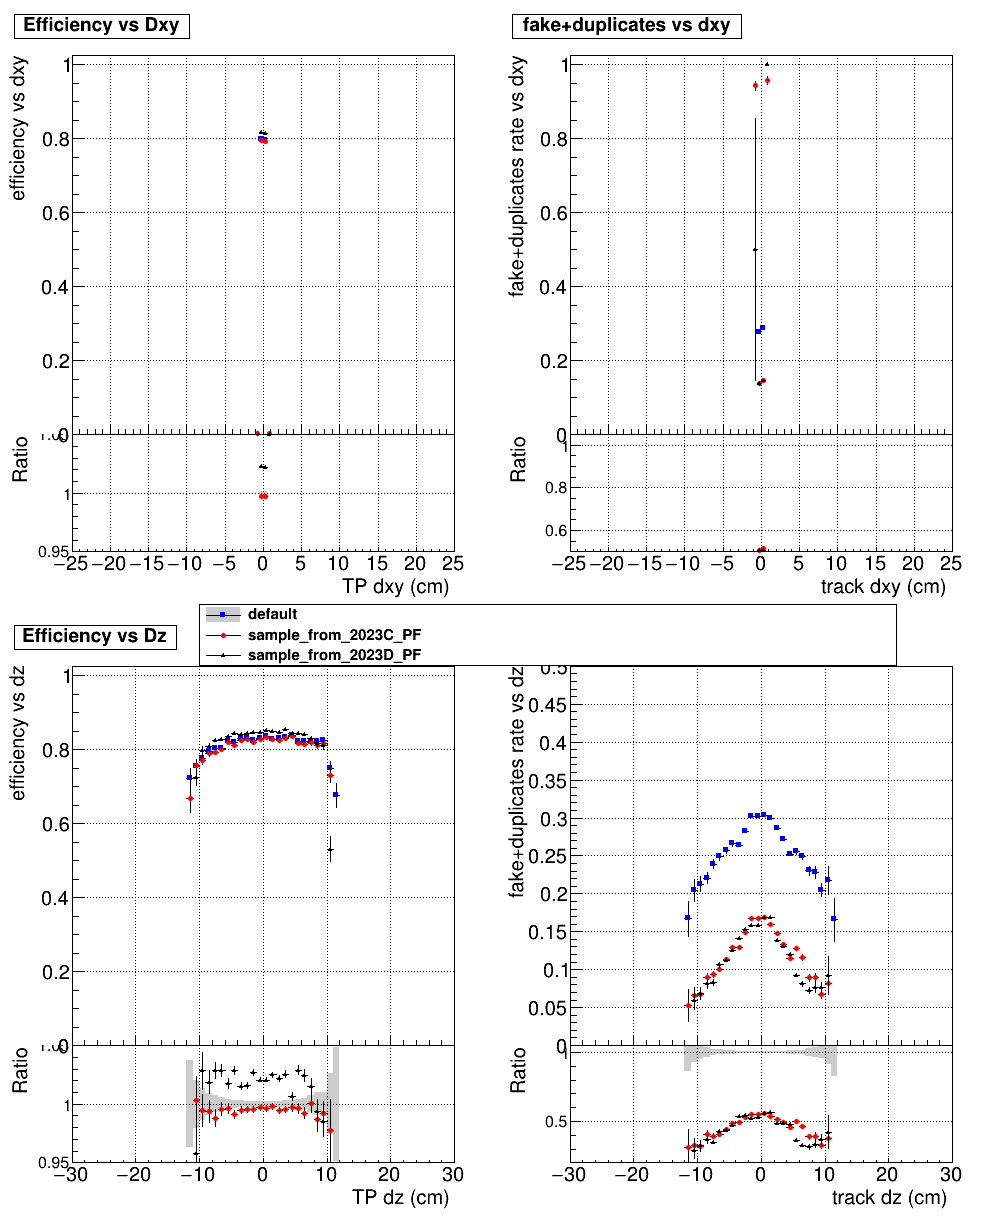 Efficiency vs Dxy
fake+duplicates vs dxy
efficiency vs dxy
1
0.8
0.6
0.4
0.2
0
fake+duplicates rate vs dxy
1
0.8
0.6
0.4
0.2
0
Ratio
1
0.95
−25 −20 −15 −10 −5 0 5 10 15 20 25
TP dxy (cm)
Ratio
1
0.8
0.6
−25 −20 −15 −10 −5 0 5 10 15 20 25
track dxy (cm)
default
sample_from_2023C_PF
sample_from_2023D_PF
Efficiency vs Dz
efficiency vs dz
1
0.8
0.6
0.4
0.2
0
fake+duplicates rate vs dz
0.5
0.45
0.4
0.35
0.3
0.25
0.2
0.15
0.1
0.05
0
Ratio
1
0.95
−30 −20 −10 0 10 20 30
TP dz (cm)
Ratio
0.5
−30 −20 −10 0 10 20 30
track dz (cm)